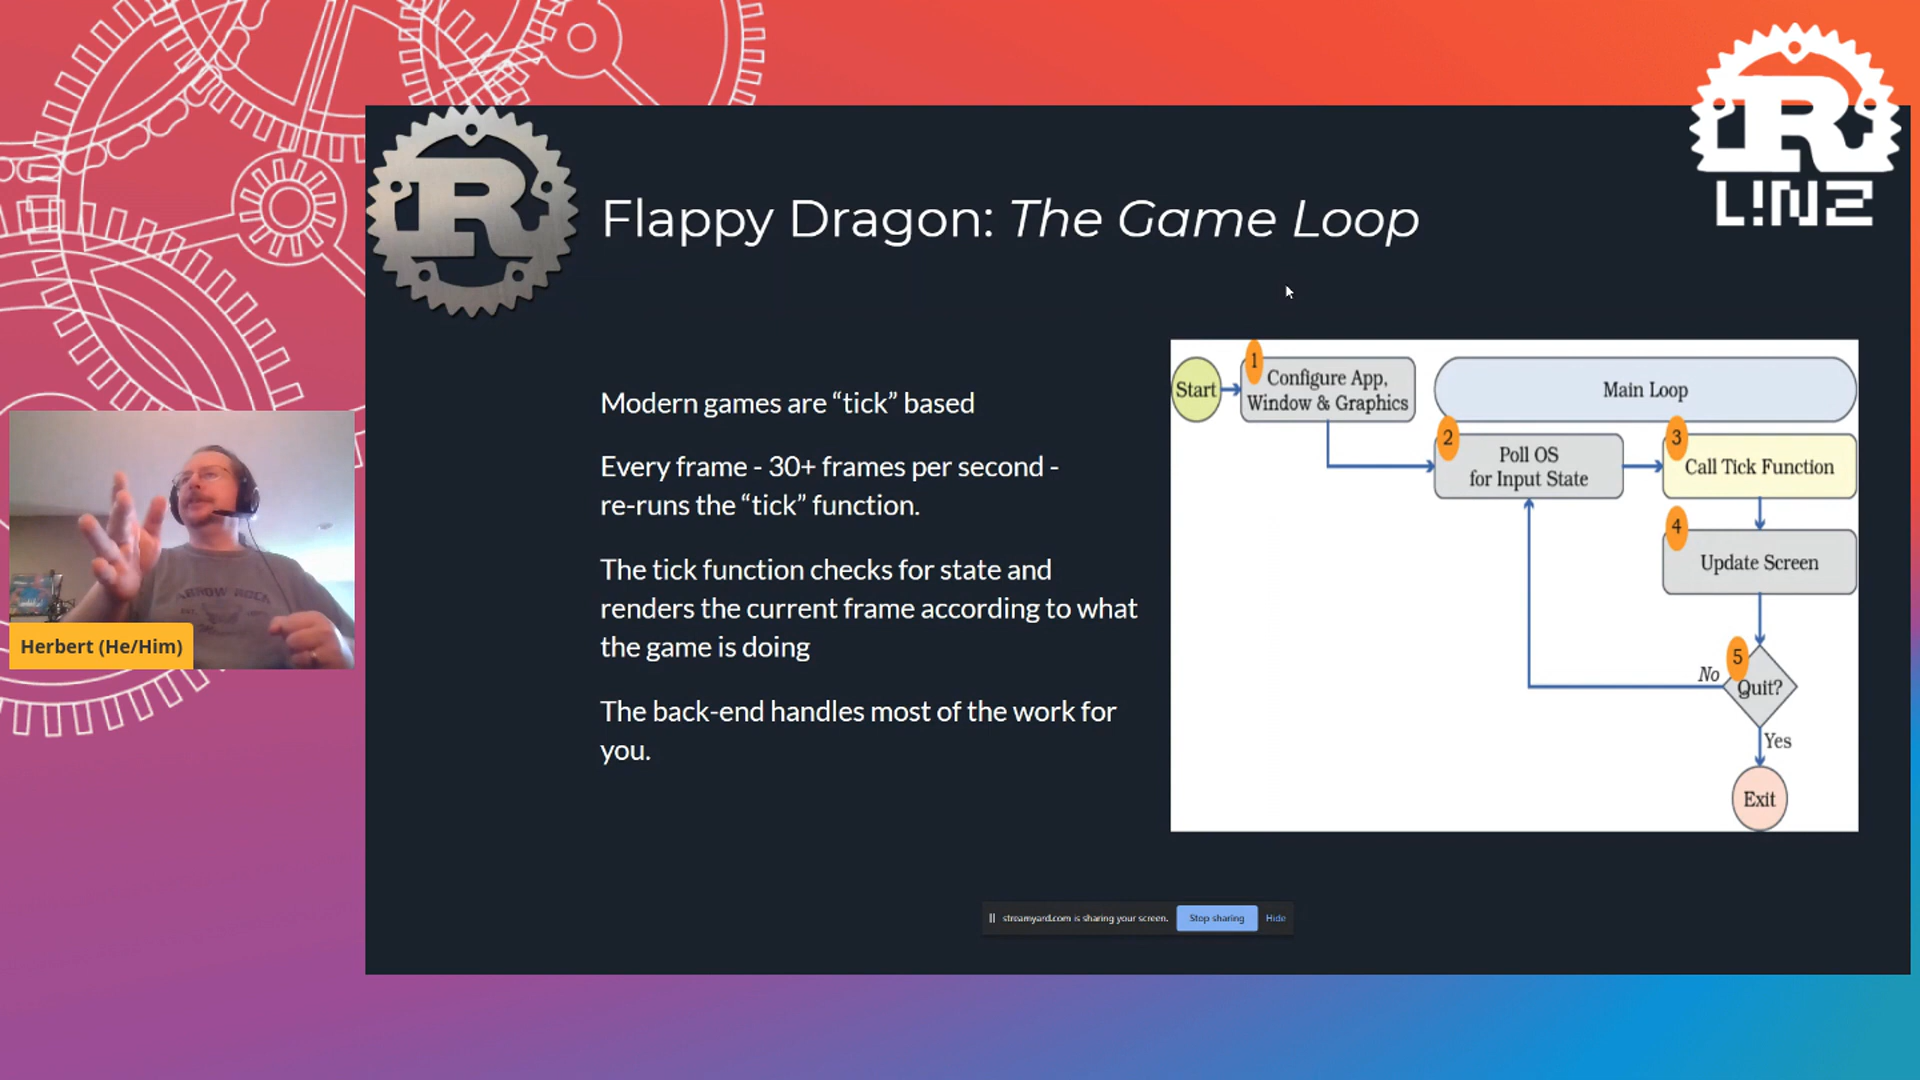 R
L!NZ
R
Flappy Dragon: The Game Loop
Modern games are “tick” based
Every frame - 30+ frames per second -
re-runs the “tick” function.
The tick function checks for state and
renders the current frame according to what
the game is doing
The back-end handles most of the work for
you.
Start
1
Configure App,
Window & Graphics
Main Loop
2
Poll OS
for Input State
3
Call Tick Function
4
Update Screen
5
Quit?
No
Yes
Exit
ARROW ROCK
Herbert (He/Him)
streamyard.com is sharing your screen.
Stop sharing
Hide